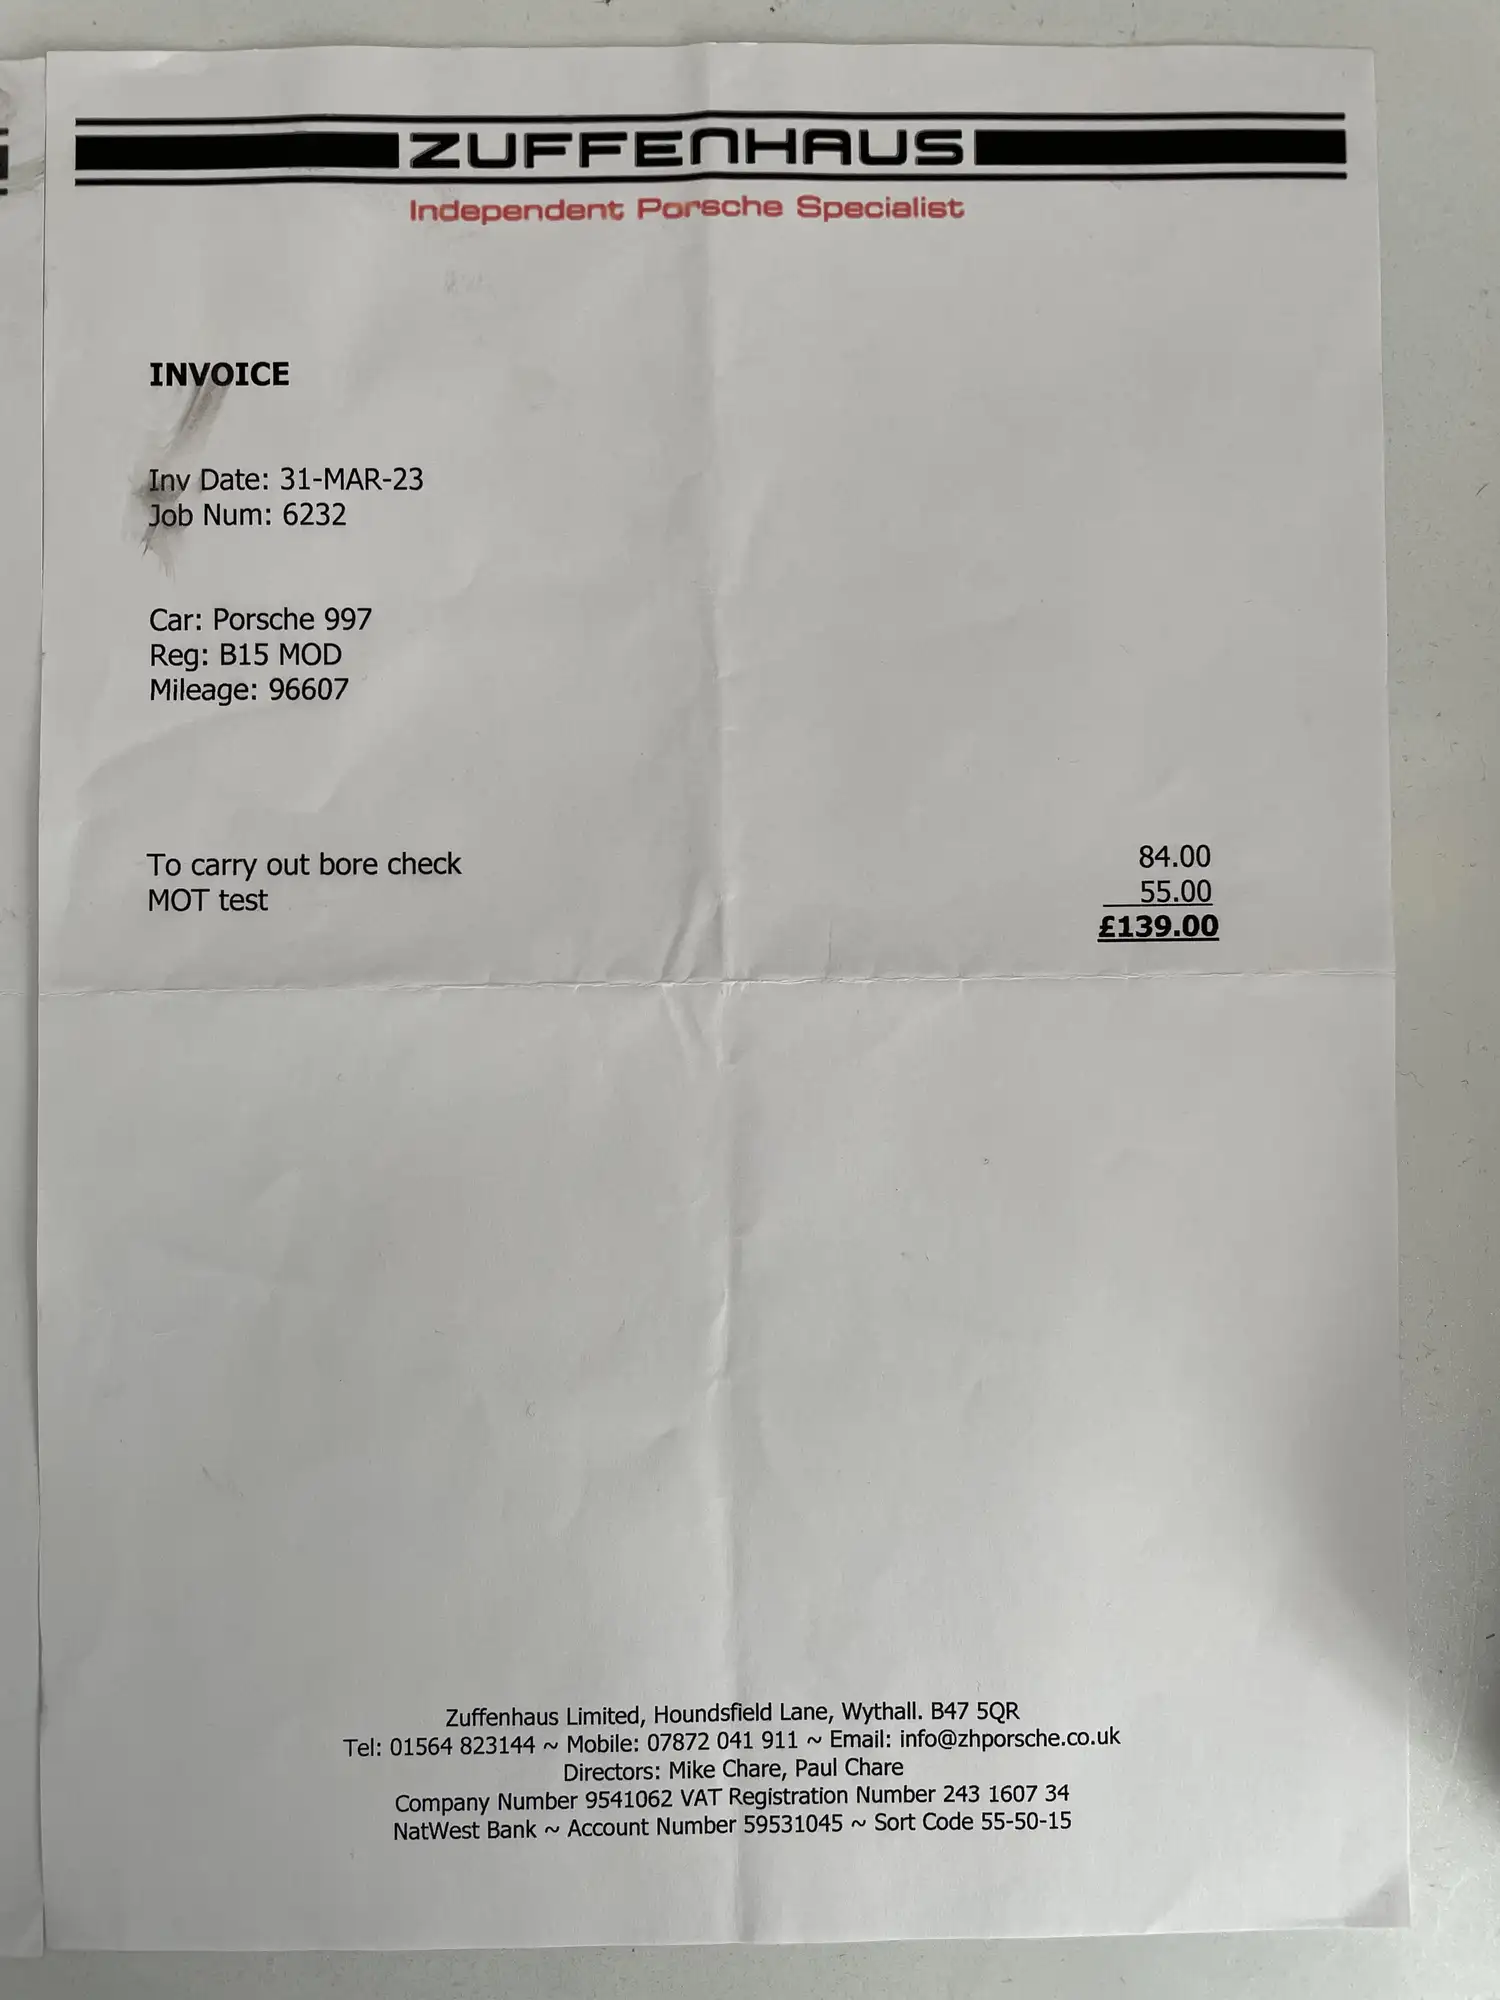 ZUFFENHAUS
Independent Porsche Specialist
INVOICE
Inv Date: 31-MAR-23
Job Num: 6232
Car: Porsche 997
Reg: B15 MOD
Mileage: 96607
To carry out bore check 84.00
MOT test 55.00
£139.00
Zuffenhaus Limited, Houndsfield Lane, Wythall. B47 5QR
Tel: 01564 823144 ~ Mobile: 07872 041 911 ~ Email: info@zhporsche.co.uk
Directors: Mike Chare, Paul Chare
Company Number 9541062 VAT Registration Number 243 1607 34
NatWest Bank ~ Account Number 59531045 ~ Sort Code 55-50-15